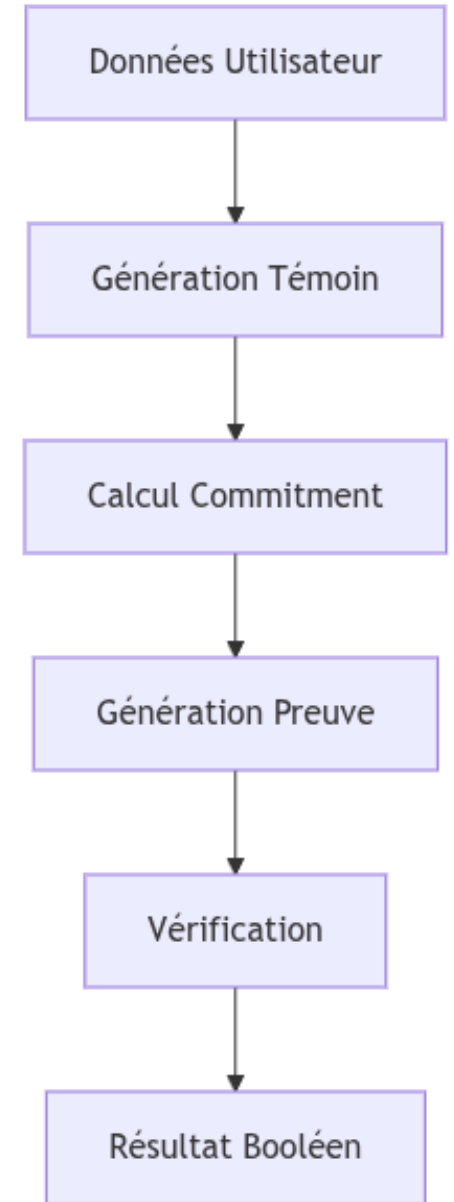 Données Utilisateur
Génération Témoin
Calcul Commitment
Génération Preuve
Vérification
Résultat Booléen